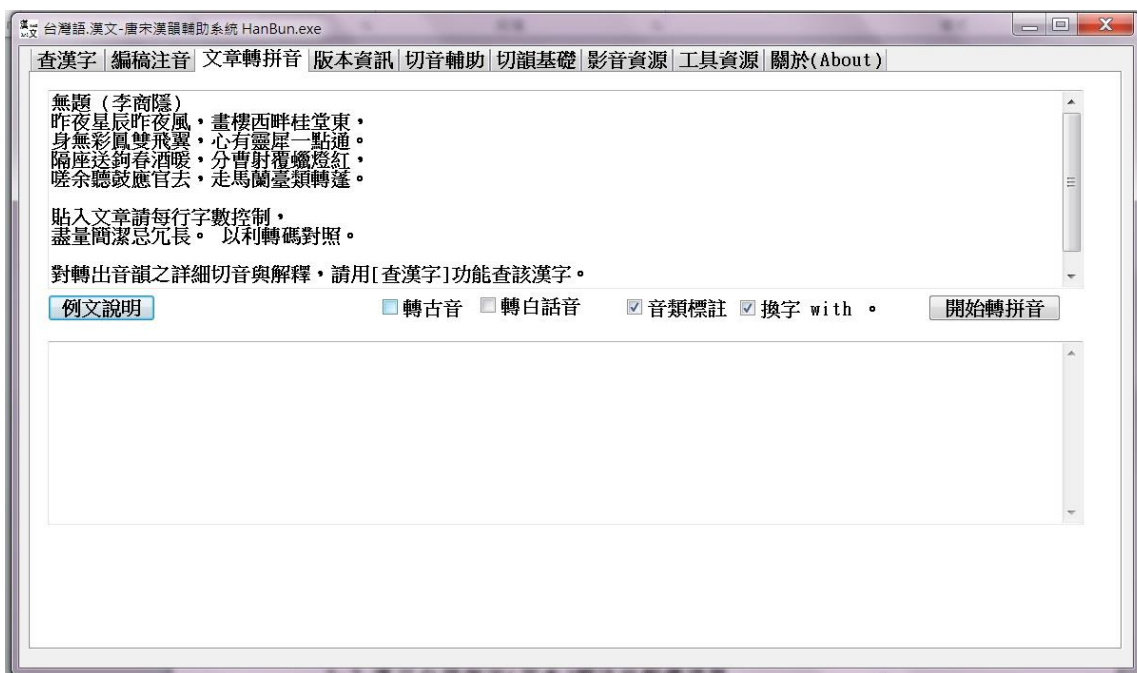 台灣語.漢文-唐宋漢韻輔助系統 HanBun.exe
查漢字 編稿注音 文章轉拼音 版本資訊 切音輔助 切韻基礎 影音資源 工具資源 關於(About)
無題 (李商隱)
昨夜星辰昨夜風，畫樓西畔桂堂東，
身無彩鳳雙飛翼，心有靈犀一點通。
隔座送鉤春酒暖，分曹射覆蠟燈紅，
嗟余聽鼓應官去，走馬蘭臺類轉蓬。
貼入文章請每行字數控制，
盡量簡潔忌冗長。 以利轉碼對照。
對轉出音韻之詳細切音與解釋，請用[查漢字]功能查該漢字。
例文說明 轉古音 轉白話音 音類標註 換字 with 。 開始轉拼音